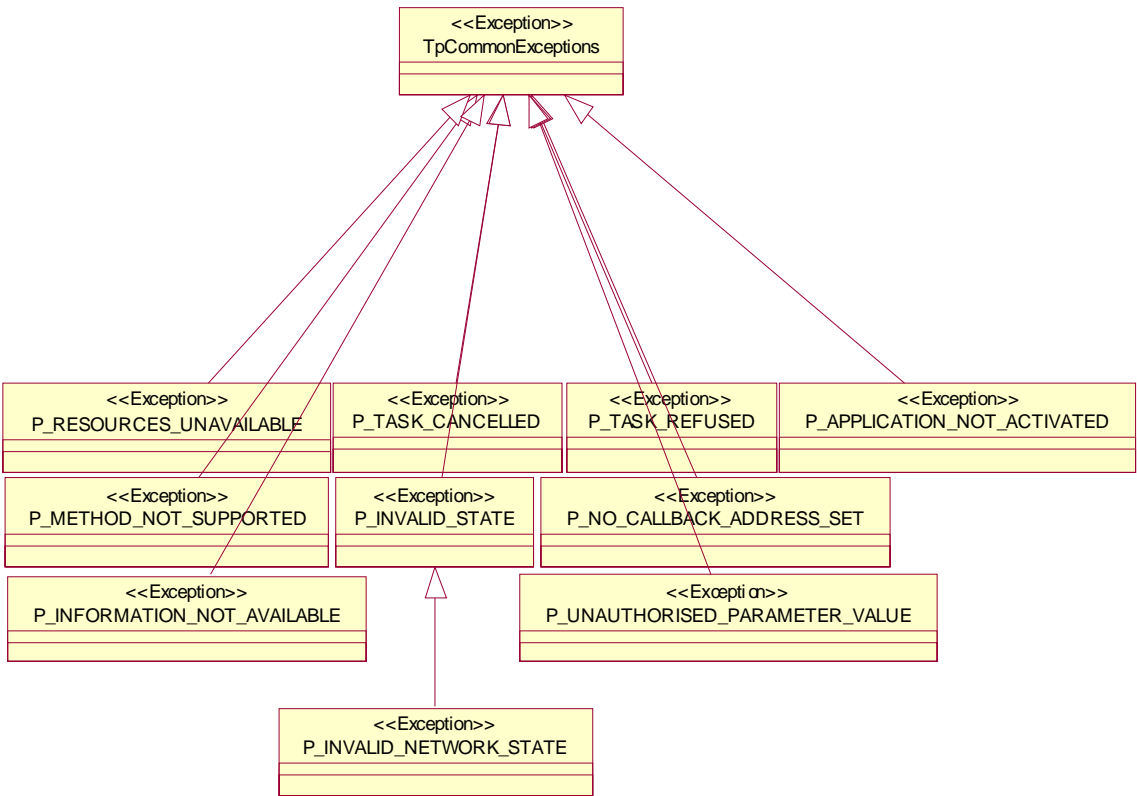 <<Exception>>
TpCommonExceptions
<<Exception>>
P_RESOURCES_UNAVAILABLE
<<Exception>>
P_TASK_CANCELLED
<<Exception>>
P_TASK_REFUSED
<<Exception>>
P_APPLICATION_NOT_ACTIVATED
<<Exception>>
P_METHOD_NOT_SUPPORTED
<<Exception>>
P_INVALID_STATE
<<Exception>>
P_NO_CALLBACK_ADDRESS_SET
<<Exception>>
P_INFORMATION_NOT_AVAILABLE
<<Exception>>
P_UNAUTHORISED_PARAMETER_VALUE
<<Exception>>
P_INVALID_NETWORK_STATE